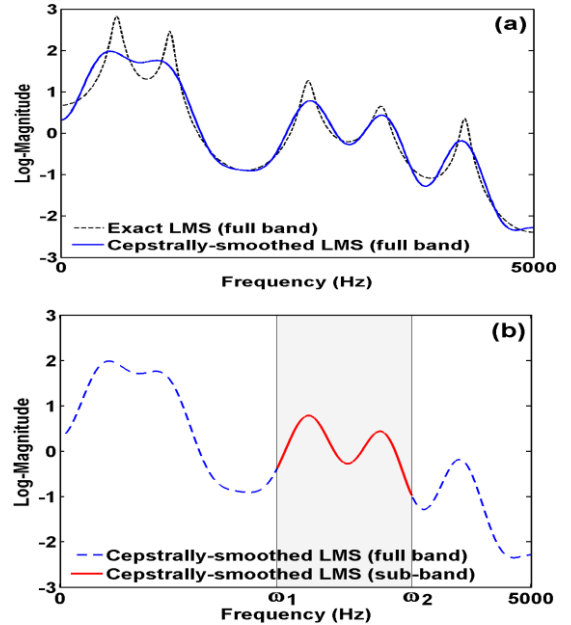 3
(a)
2
1
0
-1
-2
-3
Log-Magnitude
Exact LMS (full band)
Cepstrally-smoothed LMS (full band)
0
5000
Frequency (Hz)
3
(b)
2
1
0
-1
-2
-3
Log-Magnitude
Cepstrally-smoothed LMS (full band)
Cepstrally-smoothed LMS (sub-band)
0
ω1
ω2
5000
Frequency (Hz)